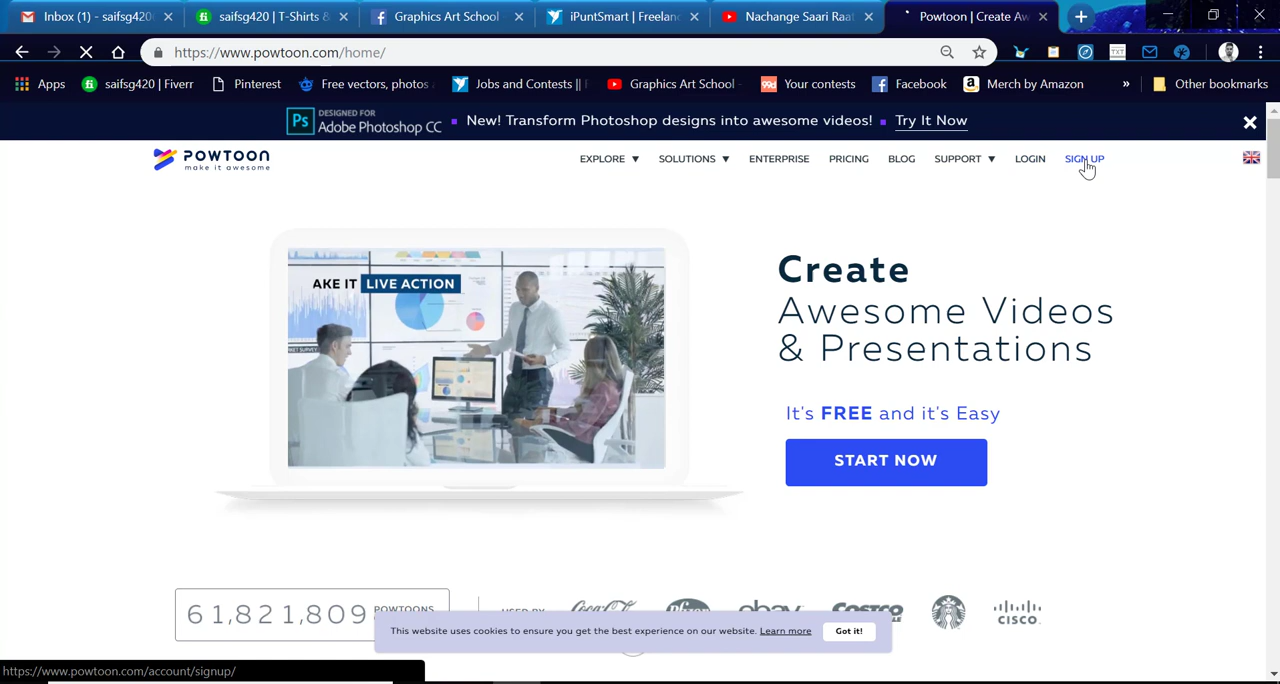 Inbox (1) - saifsg420
saifsg420 | T-Shirts &
Graphics Art School
iPuntSmart | Freelan
Nachange Saari Raat
Powtoon | Create Aw
https://www.powtoon.com/home/
Apps
saifsg420 | Fiverr
Pinterest
Free vectors, photos
Jobs and Contests ||
Graphics Art School -
Your contests
Facebook
Merch by Amazon
»
Other bookmarks
Ps DESIGNED FOR
Adobe Photoshop CC
New! Transform Photoshop designs into awesome videos!
Try It Now
POWTOON
make it awesome
EXPLORE
SOLUTIONS
ENTERPRISE
PRICING
BLOG
SUPPORT
LOGIN
SIGN UP
AKE IT LIVE ACTION
Create
Awesome Videos
& Presentations
It's FREE and it's Easy
START NOW
61,821,809 POWTOONS
USED BY
Coca-Cola
Pfizer
ebay
Costco
CISCO
This website uses cookies to ensure you get the best experience on our website. Learn more
Got it!
https://www.powtoon.com/account/signup/